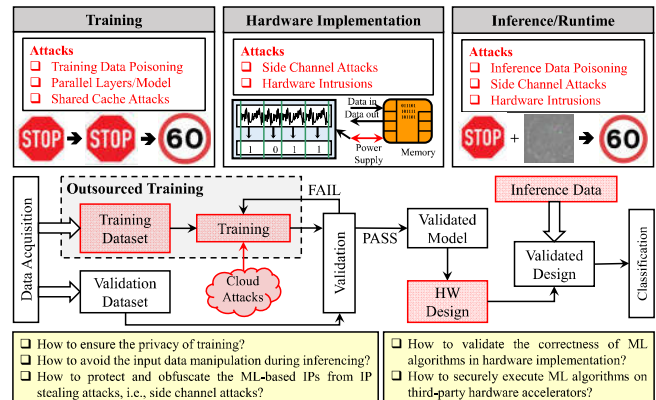 Training
Attacks
❑ Training Data Poisoning
❑ Parallel Layers/Model
❑ Shared Cache Attacks
STOP
STOP
60
Hardware Implementation
Attacks
❑ Side Channel Attacks
❑ Hardware Intrusions
1 0 1 1
Data in
Data out
Power
Supply
011101
10111
101101
Memory
Inference/Runtime
Attacks
❑ Inference Data Poisoning
❑ Side Channel Attacks
❑ Hardware Intrusions
STOP
+
60
Data Acquisition
Outsourced Training
Training
Dataset
Training
Cloud
Attacks
Validation
Dataset
FAIL
Validation
PASS
Validated
Model
HW
Design
Inference Data
Validated
Design
Classification
❑ How to ensure the privacy of training?
❑ How to avoid the input data manipulation during inferencing?
❑ How to protect and obfuscate the ML-based IPs from IP
stealing attacks, i.e., side channel attacks?
❑ How to validate the correctness of ML
algorithms in hardware implementation?
❑ How to securely execute ML algorithms on
third-party hardware accelerators?